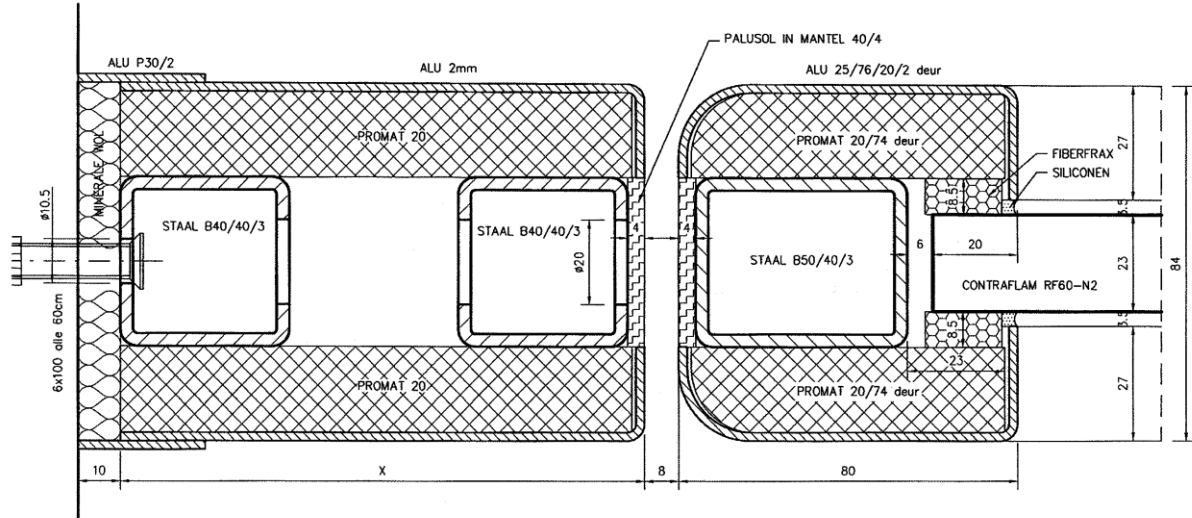 PALUSOL IN MANTEL 40/4
ALU P30/2
ALU 2mm
ALU 25/76/20/2 deur
PROMAT 20
PROMAT 20/74 deur
FIBERFRAX
SILICONEN
27
MINERALE WOL
ø10.5
8.5
3.5
STAAL B40/40/3
STAAL B40/40/3
4
4
6
20
ø20
STAAL B50/40/3
23
84
CONTRAFLAM RF60-N2
6x100 alle 60cm
8.5
3.5
23
PROMAT 20
PROMAT 20/74 deur
27
10
X
8
80